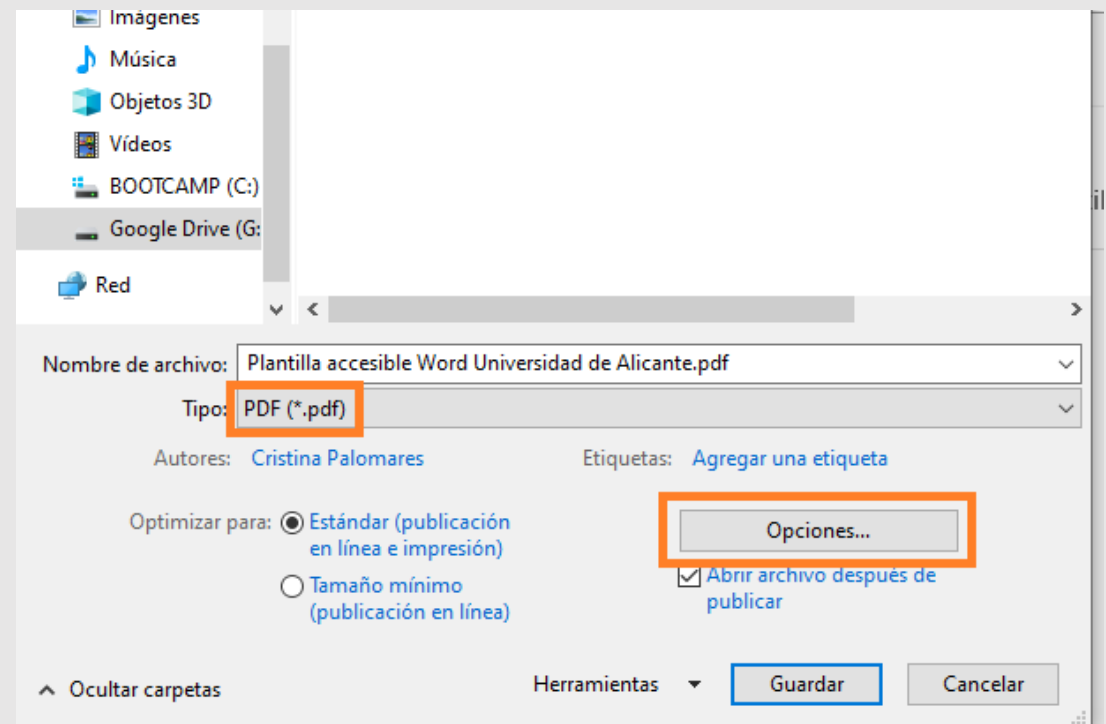 Imágenes
Música
Objetos 3D
Vídeos
BOOTCAMP (C:)
Google Drive (G:
Red
Nombre de archivo: Plantilla accesible Word Universidad de Alicante.pdf
Tipo: PDF (*.pdf)
Autores: Cristina Palomares Etiquetas: Agregar una etiqueta
Optimizar para: Estándar (publicación
en línea e impresión)
Tamaño mínimo
(publicación en línea)
Opciones...
Abrir archivo después de
publicar
Ocultar carpetas Herramientas Guardar Cancelar